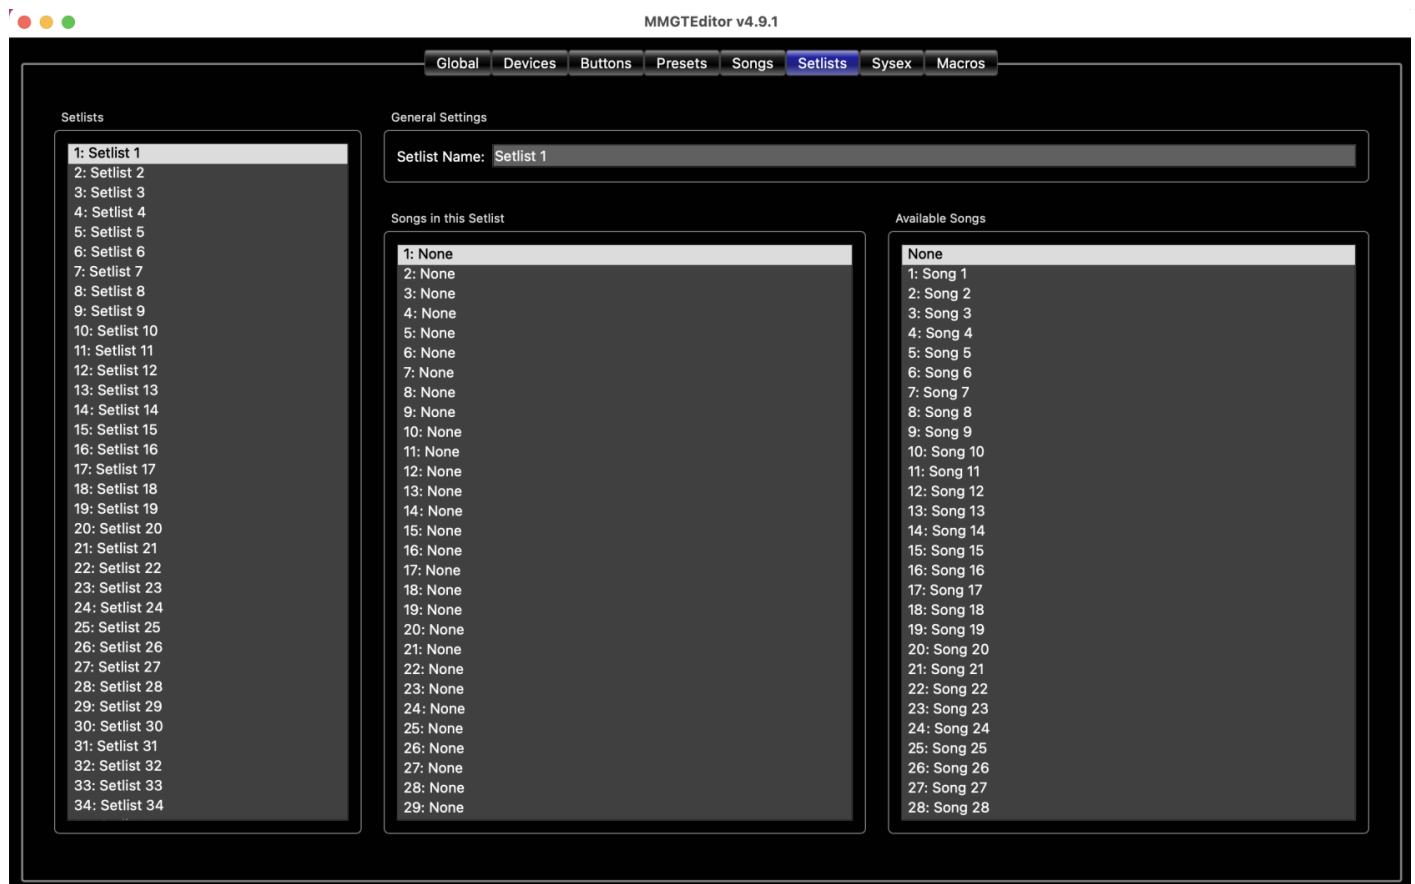 MMGTEditor v4.9.1
Global Devices Buttons Presets Songs Setlists Sysex Macros
Setlists
1: Setlist 1
2: Setlist 2
3: Setlist 3
4: Setlist 4
5: Setlist 5
6: Setlist 6
7: Setlist 7
8: Setlist 8
9: Setlist 9
10: Setlist 10
11: Setlist 11
12: Setlist 12
13: Setlist 13
14: Setlist 14
15: Setlist 15
16: Setlist 16
17: Setlist 17
18: Setlist 18
19: Setlist 19
20: Setlist 20
21: Setlist 21
22: Setlist 22
23: Setlist 23
24: Setlist 24
25: Setlist 25
26: Setlist 26
27: Setlist 27
28: Setlist 28
29: Setlist 29
30: Setlist 30
31: Setlist 31
32: Setlist 32
33: Setlist 33
34: Setlist 34
General Settings
Setlist Name: Setlist 1
Songs in this Setlist
1: None
2: None
3: None
4: None
5: None
6: None
7: None
8: None
9: None
10: None
11: None
12: None
13: None
14: None
15: None
16: None
17: None
18: None
19: None
20: None
21: None
22: None
23: None
24: None
25: None
26: None
27: None
28: None
29: None
Available Songs
None
1: Song 1
2: Song 2
3: Song 3
4: Song 4
5: Song 5
6: Song 6
7: Song 7
8: Song 8
9: Song 9
10: Song 10
11: Song 11
12: Song 12
13: Song 13
14: Song 14
15: Song 15
16: Song 16
17: Song 17
18: Song 18
19: Song 19
20: Song 20
21: Song 21
22: Song 22
23: Song 23
24: Song 24
25: Song 25
26: Song 26
27: Song 27
28: Song 28